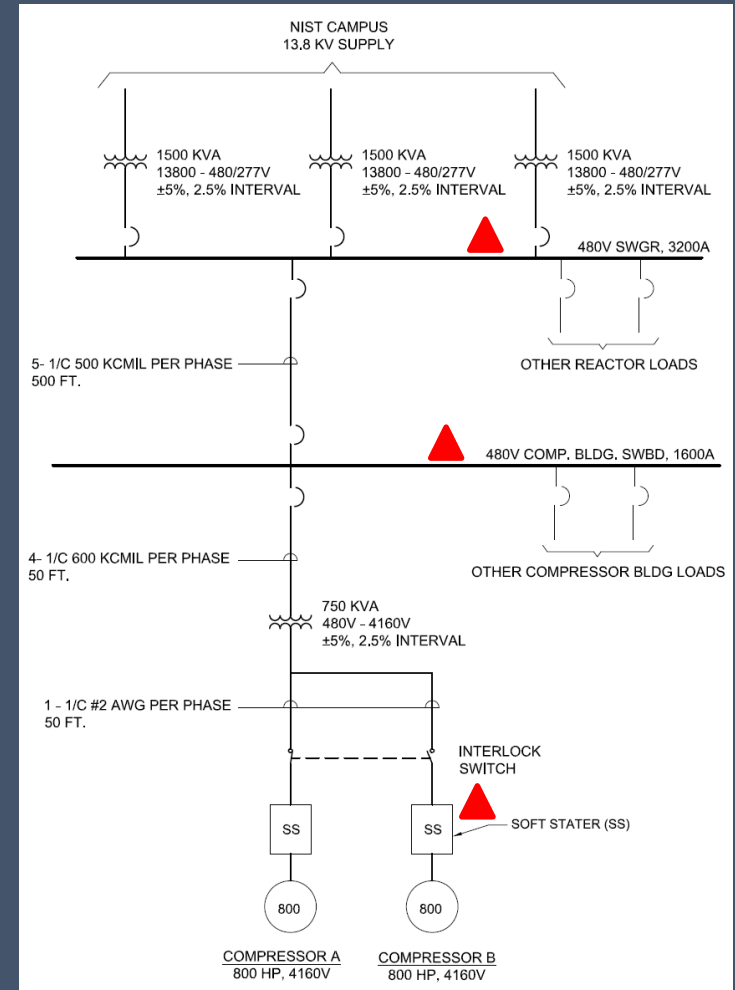 NIST CAMPUS
13.8 KV SUPPLY
1500 KVA
13800 - 480/277V
±5%, 2.5% INTERVAL
1500 KVA
13800 - 480/277V
±5%, 2.5% INTERVAL
1500 KVA
13800 - 480/277V
±5%, 2.5% INTERVAL
480V SWGR, 3200A
5- 1/C 500 KCMIL PER PHASE
500 FT.
OTHER REACTOR LOADS
480V COMP. BLDG. SWBD, 1600A
4- 1/C 600 KCMIL PER PHASE
50 FT.
OTHER COMPRESSOR BLDG LOADS
750 KVA
480V - 4160V
±5%, 2.5% INTERVAL
1 - 1/C #2 AWG PER PHASE
50 FT.
INTERLOCK
SWITCH
SS
SS
SOFT STATER (SS)
800
800
COMPRESSOR A
800 HP, 4160V
COMPRESSOR B
800 HP, 4160V